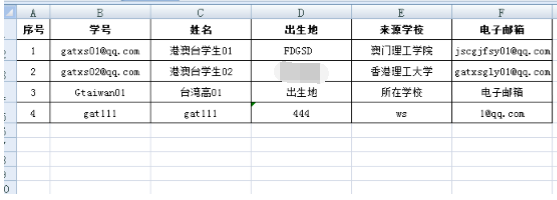 A B C D E F
序号 学号 姓名 出生地 来源学校 电子邮箱
1 gatxs01@qq.com 港澳台学生01 FDGSD 澳门理工学院 jscgjfsy01@qq.com
2 gatxs02@qq.com 港澳台学生02 香港理工大学 gatxsgly01@qq.com
3 Gtaiwan01 台湾高01 出生地 所在学校 电子邮箱
4 gat111 gat111 444 ws 1@qq.com